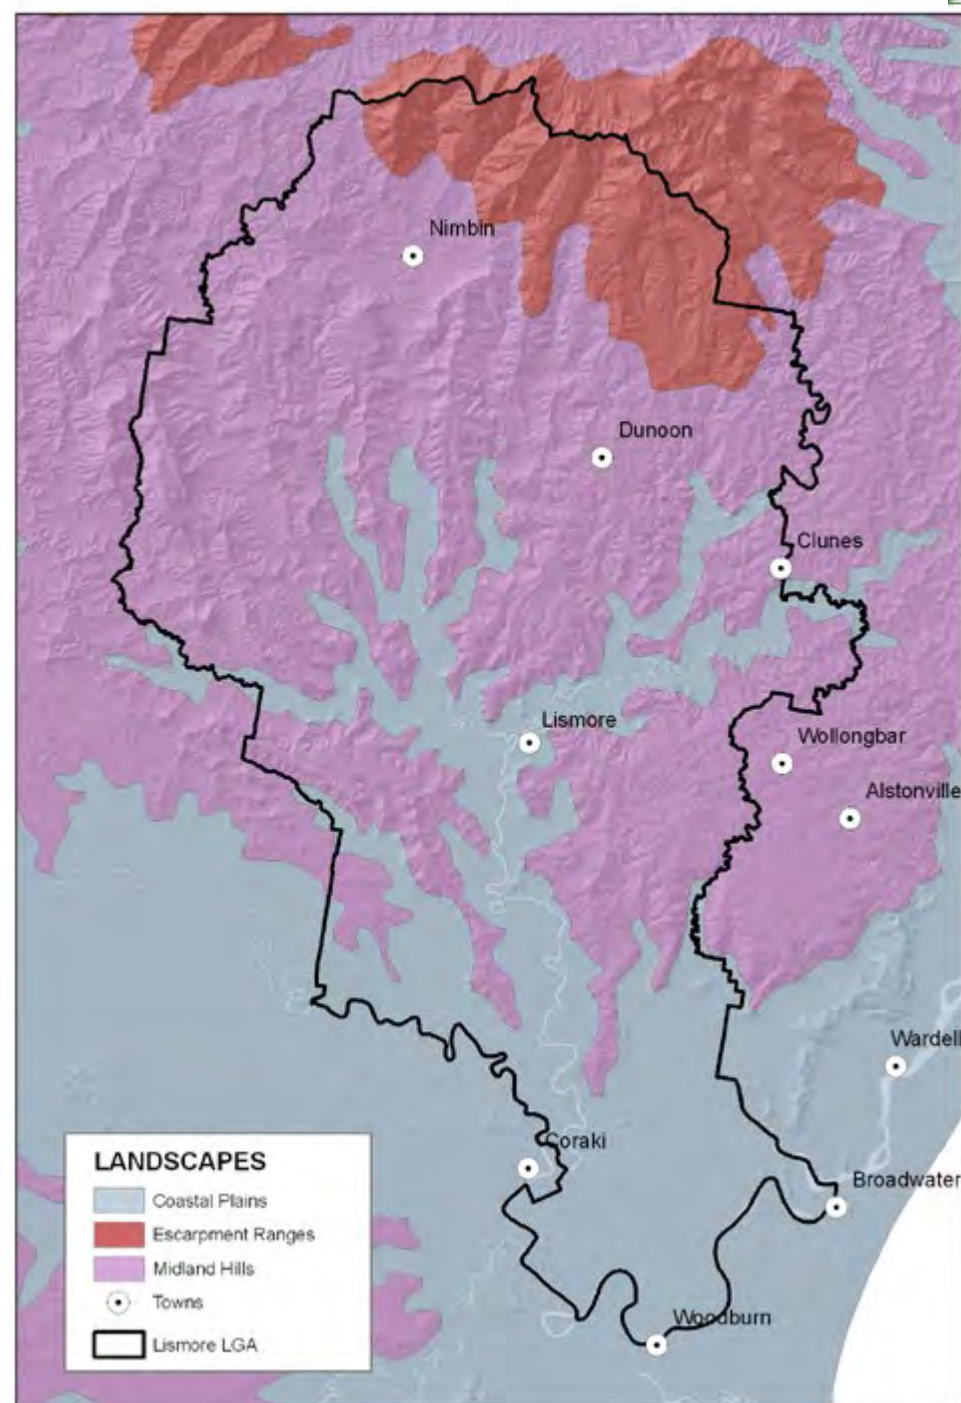 Nimbin
Dunoon
Clunes
Lismore
Wollongbar
Alstonville
Wardell
Coraki
Broadwater
Woodburn
LANDSCAPES
Coastal Plains
Escarpment Ranges
Midland Hills
Towns
Lismore LGA